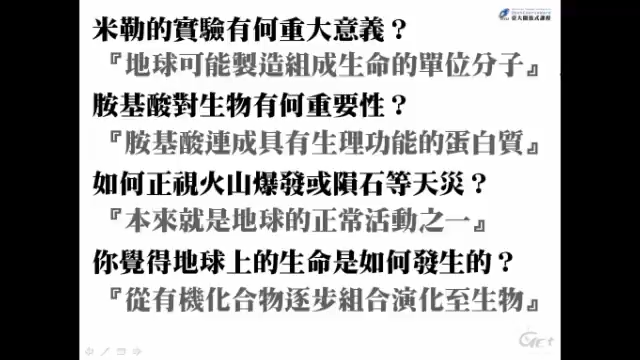 米勒的實驗有何重大意義？
『地球可能製造組成生命的單位分子』
胺基酸對生物有何重要性？
『胺基酸連成具有生理功能的蛋白質』
如何正視火山爆發或隕石等天災？
『本來就是地球的正常活動之一』
你覺得地球上的生命是如何發生的？
『從有機化合物逐步組合演化至生物』